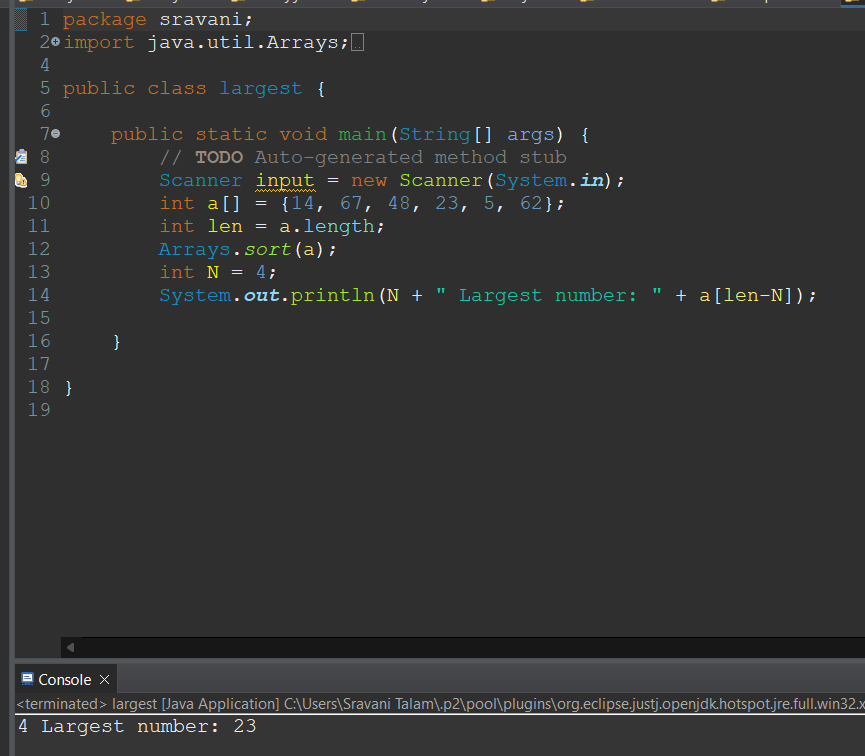 1 package sravani;
2 import java.util.Arrays;
4
5 public class largest {
6
7     public static void main(String[] args) {
8         // TODO Auto-generated method stub
9         Scanner input = new Scanner(System.in);
10         int a[] = {14, 67, 48, 23, 5, 62};
11         int len = a.length;
12         Arrays.sort(a);
13         int N = 4;
14         System.out.println(N + " Largest number: " + a[len-N]);
15
16     }
17
18 }
19
Console
<terminated> largest [Java Application] C:\Users\Sravani Talam\.p2\pool\plugins\org.eclipse.justj.openjdk.hotspot.jre.full.win32.x
4 Largest number: 23